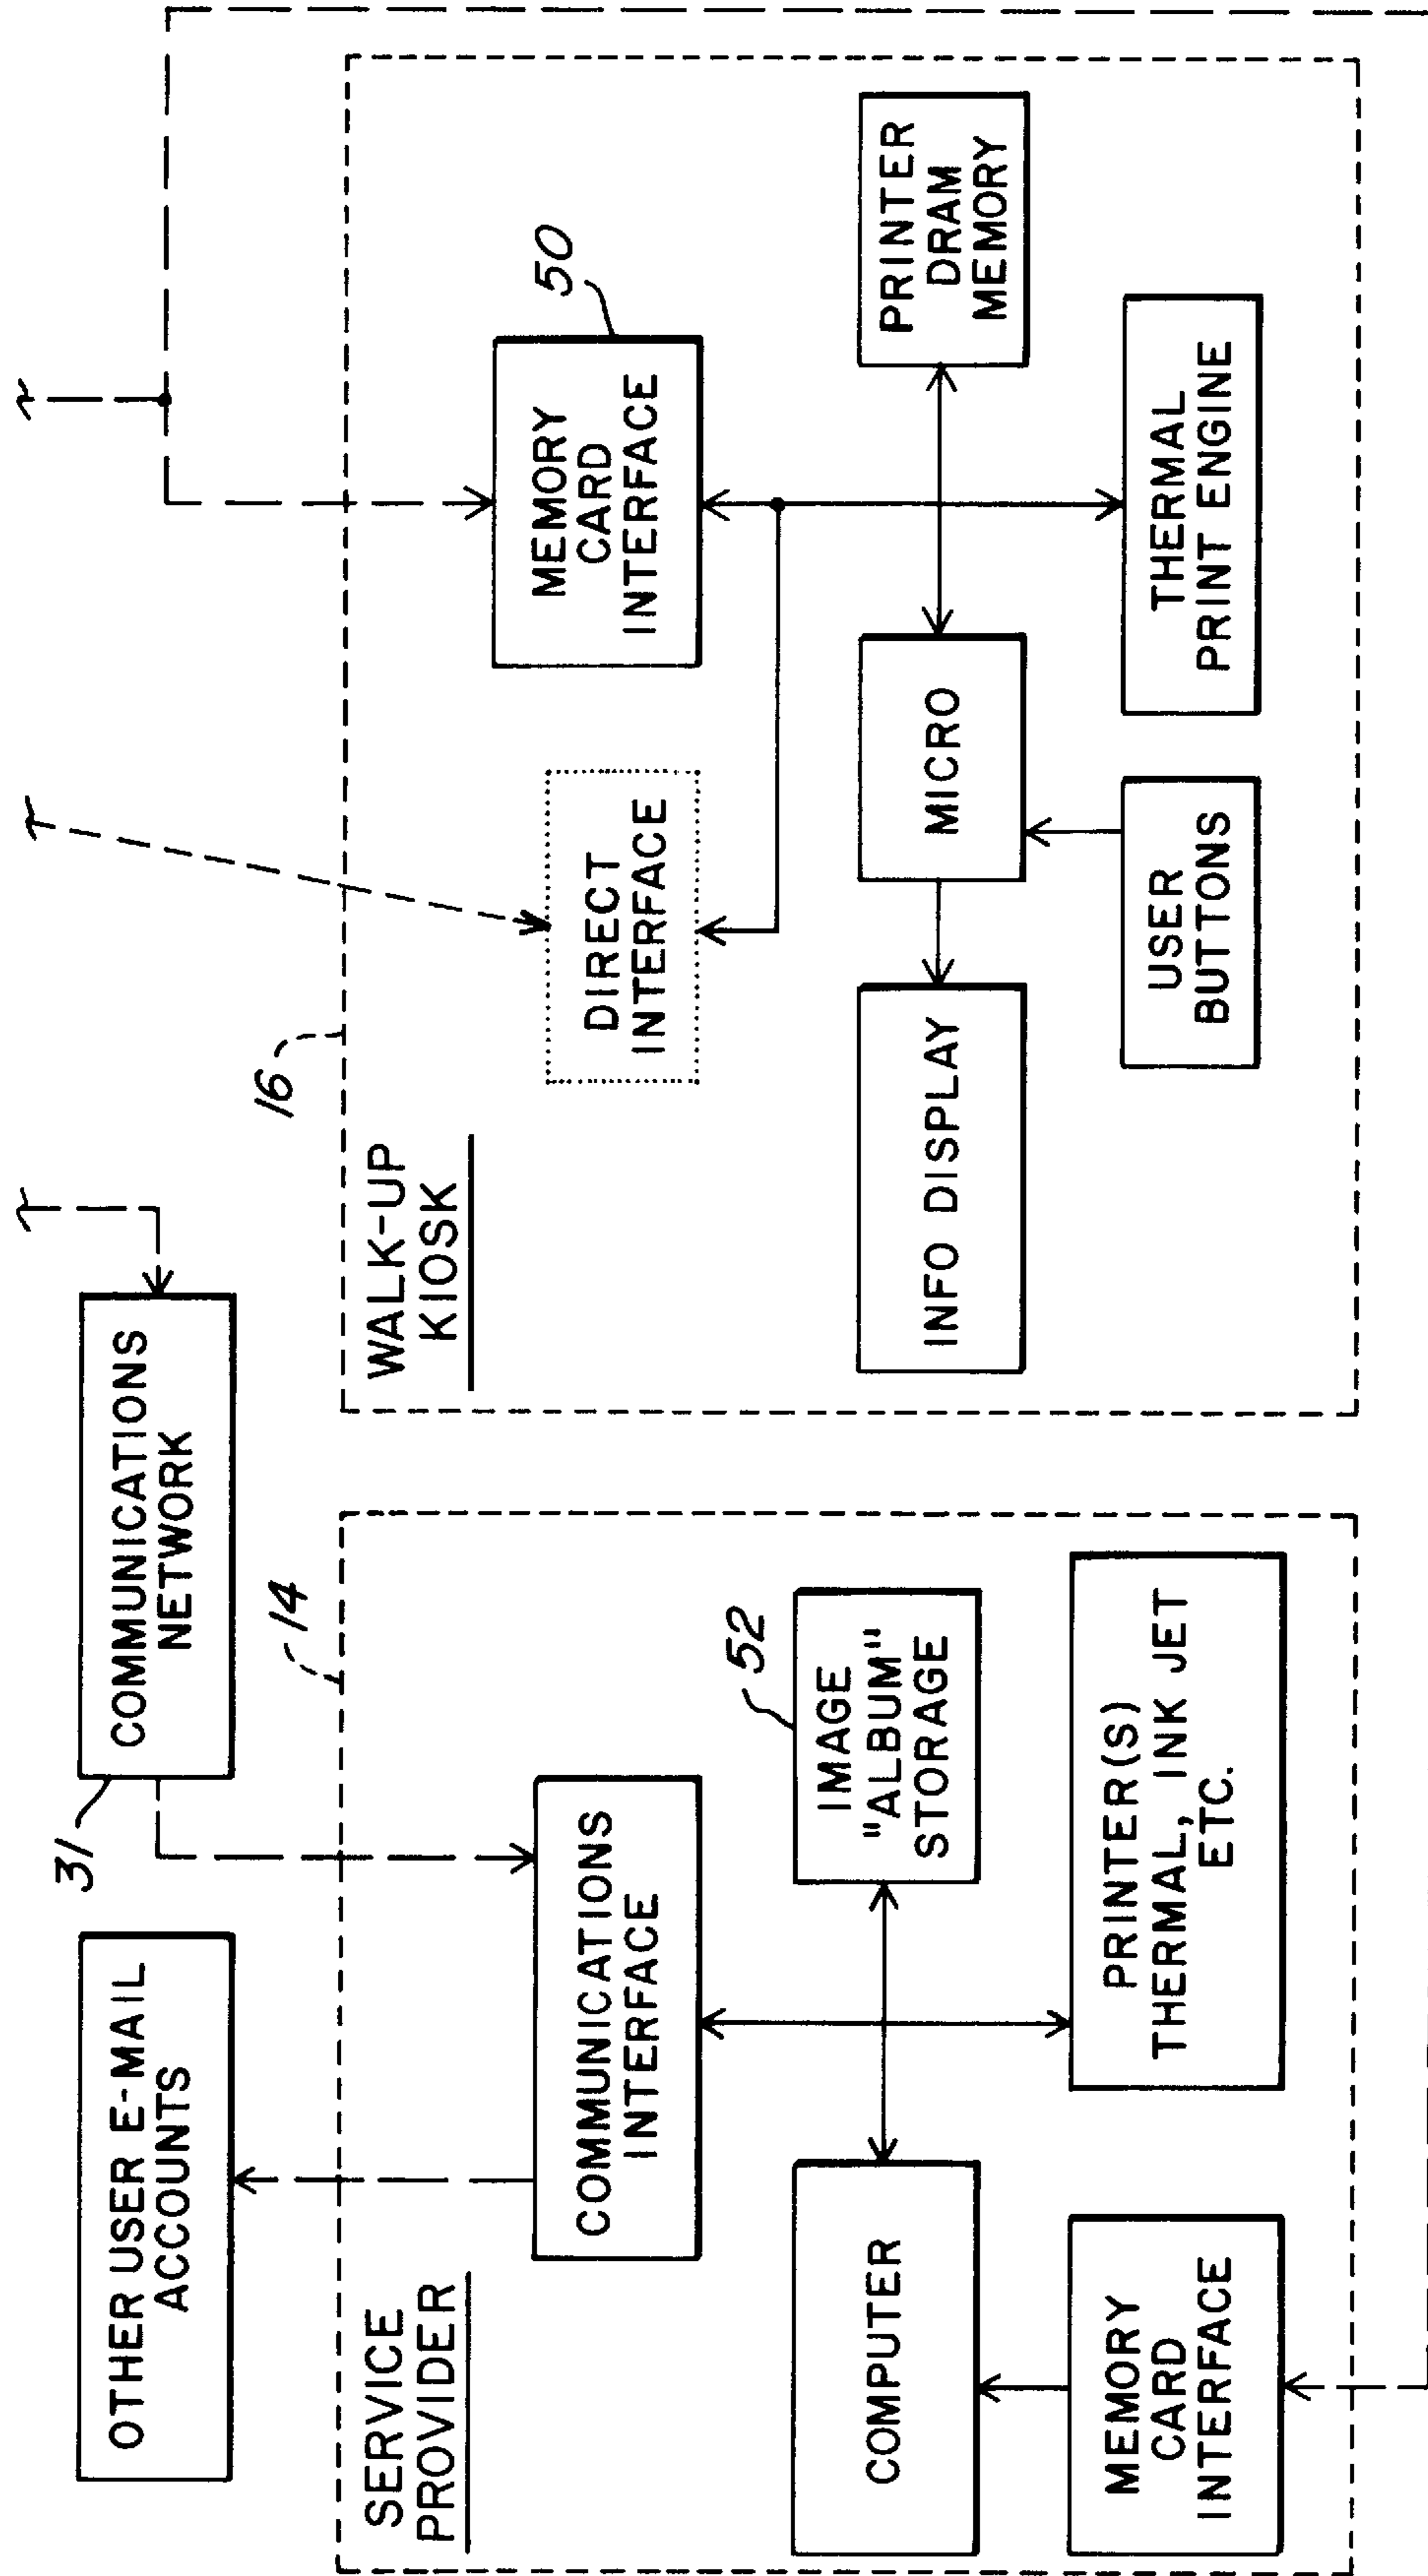 OTHER USER E-MAIL
ACCOUNTS
31
COMMUNICATIONS
NETWORK
14
SERVICE
PROVIDER
COMMUNICATIONS
INTERFACE
52
COMPUTER
IMAGE
"ALBUM"
STORAGE
MEMORY
CARD
INTERFACE
PRINTER(S)
THERMAL, INK JET
ETC.
16
WALK-UP
KIOSK
DIRECT
INTERFACE
MEMORY
CARD
INTERFACE
50
INFO DISPLAY
MICRO
PRINTER
DRAM
MEMORY
USER
BUTTONS
THERMAL
PRINT ENGINE